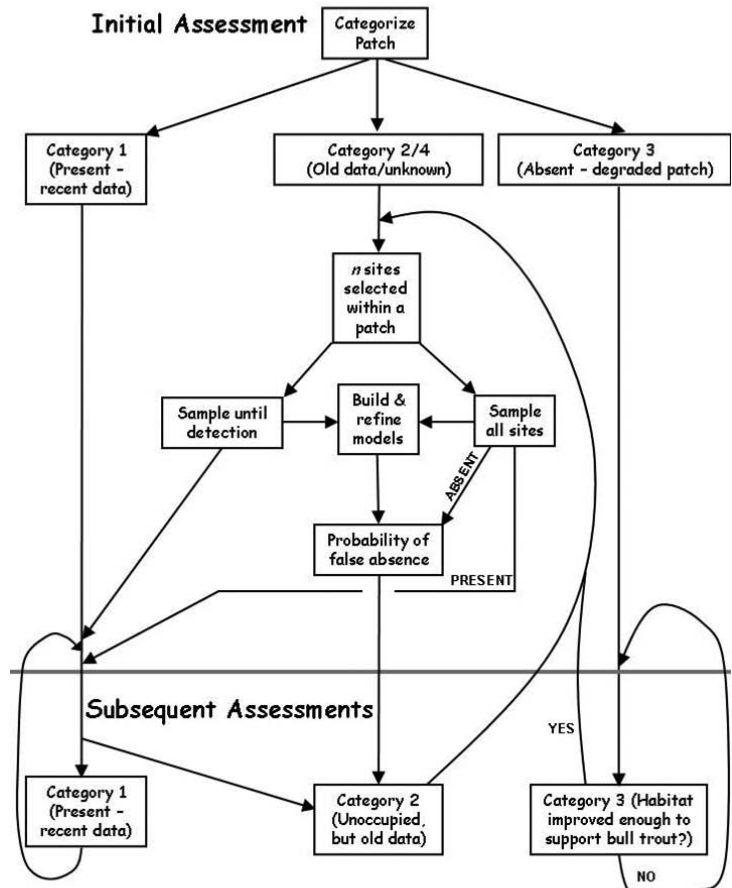 Initial Assessment
Categorize
Patch
Category 1
(Present –
recent data)
Category 2/4
(Old data/unknown)
Category 3
(Absent – degraded patch)
n sites
selected
within a
patch
Sample until
detection
Build &
refine
models
Sample
all sites
ABSENT
Probability of
false absence
PRESENT
Subsequent Assessments
YES
Category 1
(Present –
recent data)
Category 2
(Unoccupied,
but old data)
Category 3 (Habitat
improved enough to
support bull trout?)
NO